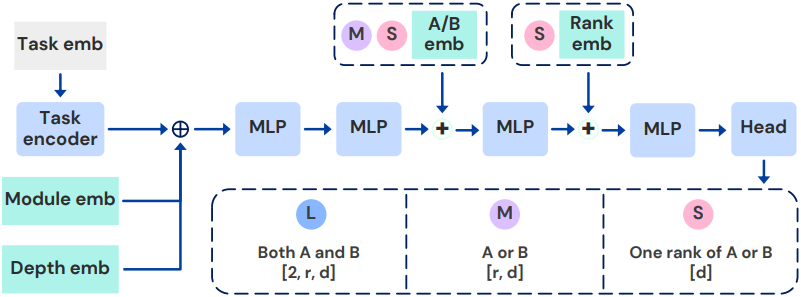 Task emb
M S A/B
emb
S Rank
emb
Task
encoder
⊕
MLP
MLP
+
MLP
+
MLP
Head
Module emb
Depth emb
L
Both A and B
[2, r, d]
M
A or B
[r, d]
S
One rank of A or B
[d]